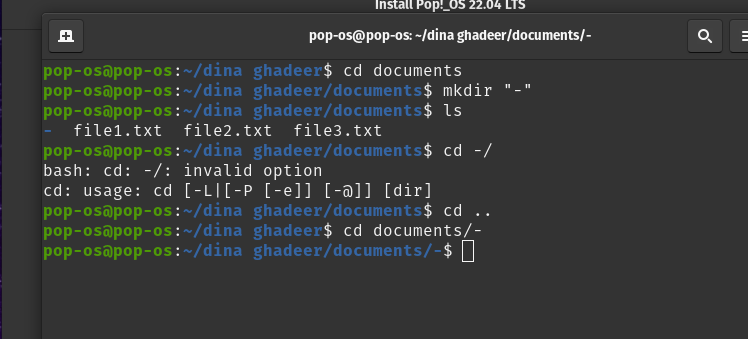 Install Pop!_OS 22.04 LTS
pop-os@pop-os: ~/dina ghadeer/documents/-
pop-os@pop-os:~/dina ghadeer$ cd documents
pop-os@pop-os:~/dina ghadeer/documents$ mkdir "-"
pop-os@pop-os:~/dina ghadeer/documents$ ls
-  file1.txt  file2.txt  file3.txt
pop-os@pop-os:~/dina ghadeer/documents$ cd -/
bash: cd: -/: invalid option
cd: usage: cd [-L|[-P [-e]] [-@]] [dir]
pop-os@pop-os:~/dina ghadeer/documents$ cd ..
pop-os@pop-os:~/dina ghadeer$ cd documents/-
pop-os@pop-os:~/dina ghadeer/documents/-$